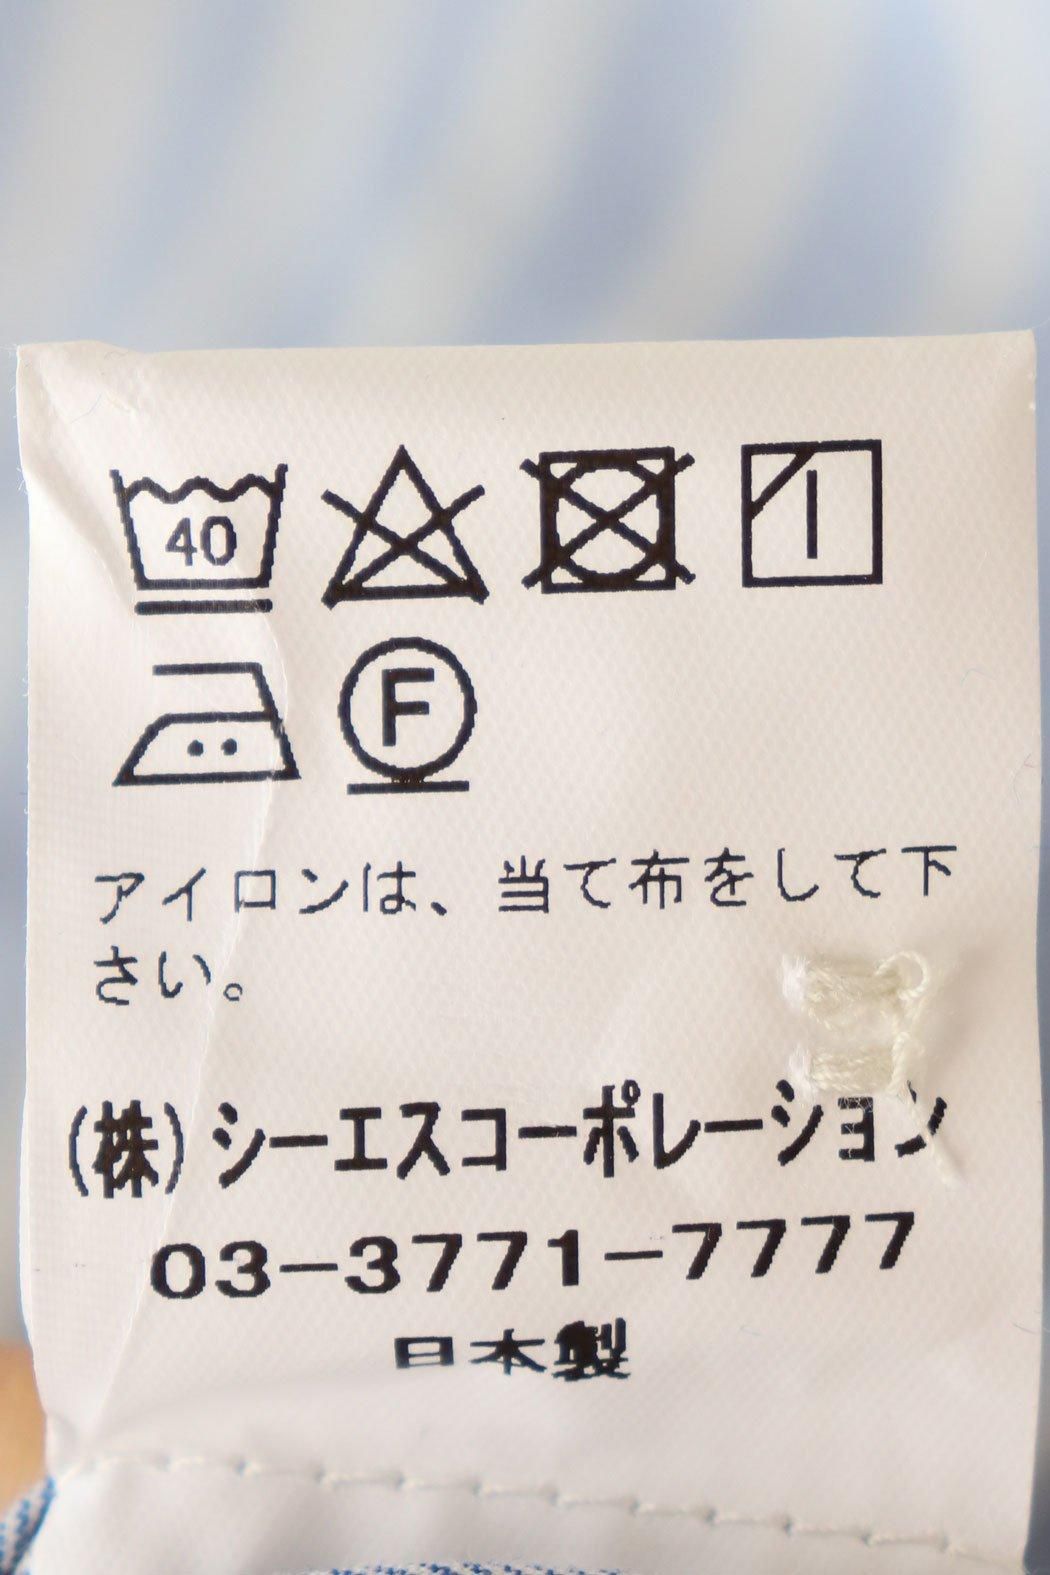 40
F
アイロンは、当て布をして下
さい。
(株)シーエスコーポレーション
03-3771-7777
日本製